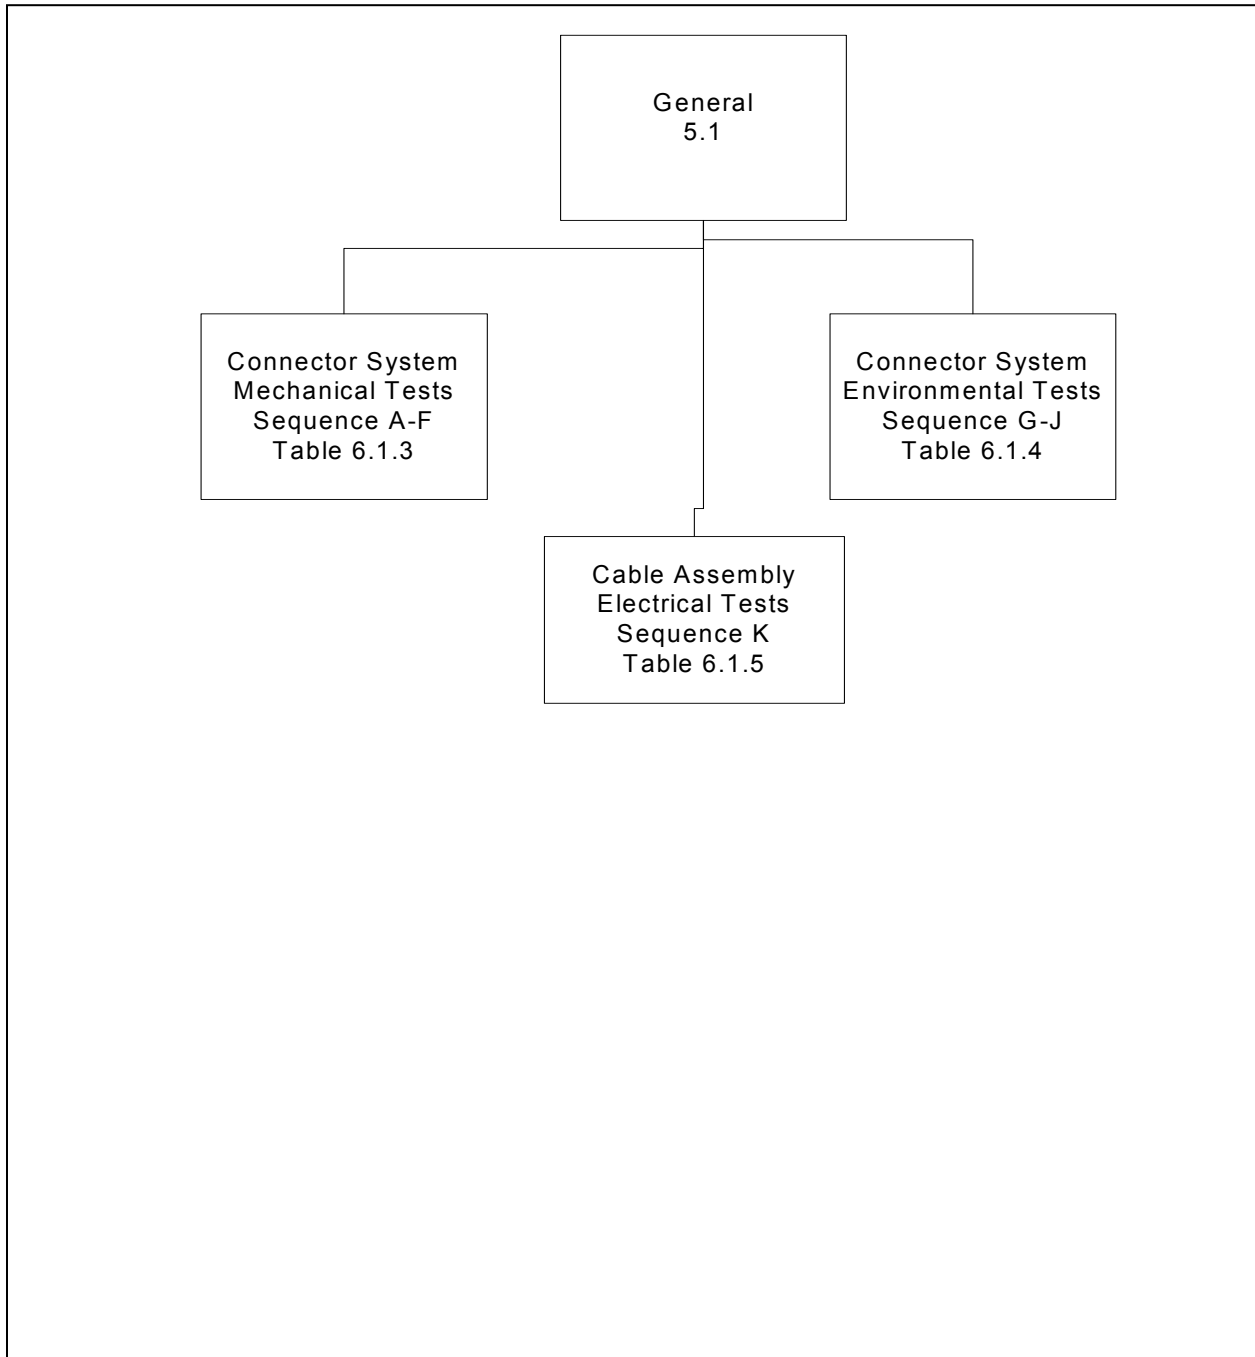 General
5.1
Connector System
Mechanical Tests
Sequence A-F
Table 6.1.3
Connector System
Environmental Tests
Sequence G-J
Table 6.1.4
Cable Assembly
Electrical Tests
Sequence K
Table 6.1.5